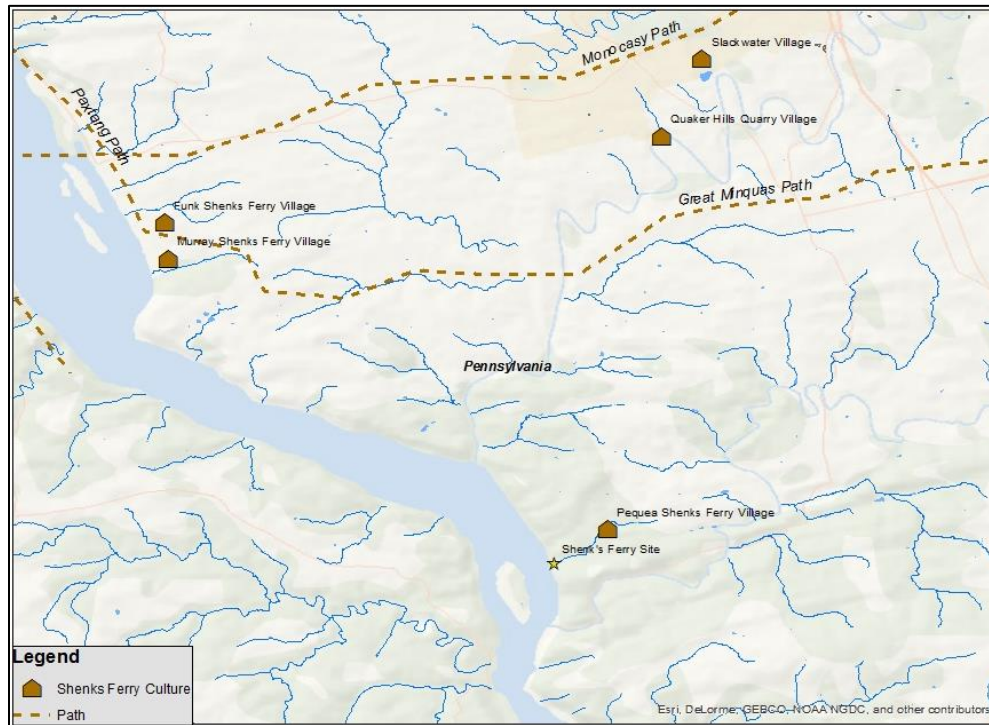 Monocasy Path
Slackwater Village
Paxtang Path
Quaker Hills Quarry Village
Great Minquas Path
Funk Shenks Ferry Village
Murray Shenks Ferry Village
Pennsylvania
Pequea Shenks Ferry Village
Shenk's Ferry Site
Legend
Shenks Ferry Culture
Path
Esri, DeLorme, GEBCO, NOAA NGDC, and other contributors